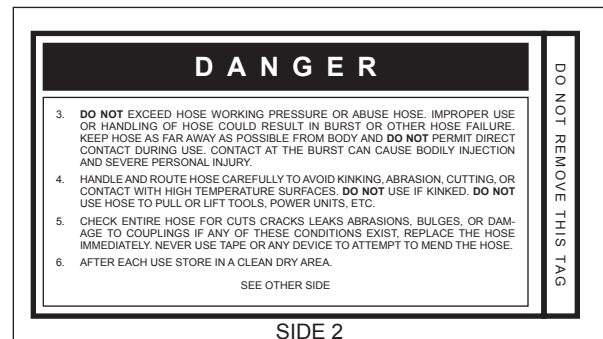 DANGER
3. DO NOT EXCEED HOSE WORKING PRESSURE OR ABUSE HOSE. IMPROPER USE
OR HANDLING OF HOSE COULD RESULT IN BURST OR OTHER HOSE FAILURE.
KEEP HOSE AS FAR AWAY AS POSSIBLE FROM BODY AND DO NOT PERMIT DIRECT
CONTACT DURING USE. CONTACT AT THE BURST CAN CAUSE BODILY INJECTION
AND SEVERE PERSONAL INJURY.
4. HANDLE AND ROUTE HOSE CAREFULLY TO AVOID KINKING, ABRASION, CUTTING, OR
CONTACT WITH HIGH TEMPERATURE SURFACES. DO NOT USE IF KINKED. DO NOT
USE HOSE TO PULL OR LIFT TOOLS, POWER UNITS, ETC.
5. CHECK ENTIRE HOSE FOR CUTS CRACKS LEAKS ABRASIONS, BULGES, OR DAM-
AGE TO COUPLINGS IF ANY OF THESE CONDITIONS EXIST, REPLACE THE HOSE
IMMEDIATELY. NEVER USE TAPE OR ANY DEVICE TO ATTEMPT TO MEND THE HOSE.
6. AFTER EACH USE STORE IN A CLEAN DRY AREA.
SEE OTHER SIDE
DO NOT REMOVE THIS TAG
SIDE 2